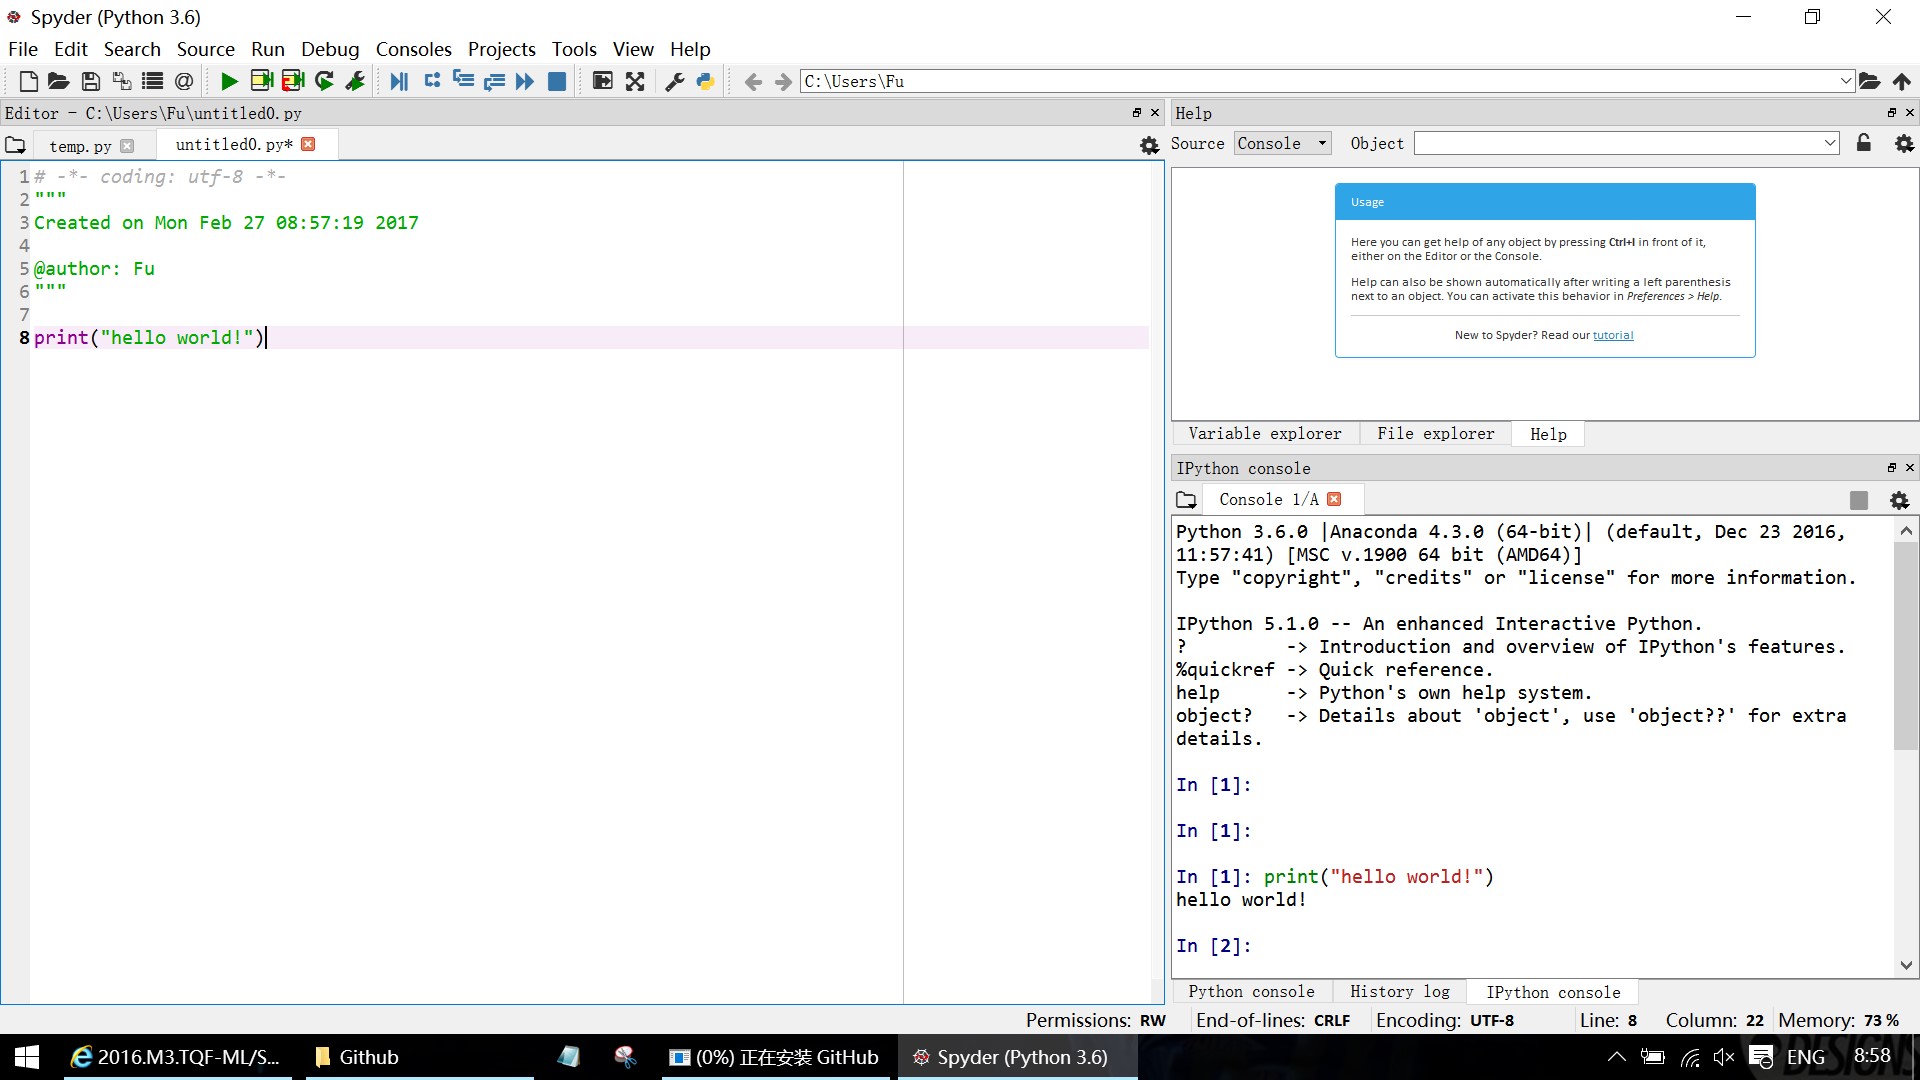 Spyder (Python 3.6)
File Edit Search Source Run Debug Consoles Projects Tools View Help
C:\Users\Fu
Editor - C:\Users\Fu\untitled0.py
temp.py
untitled0.py*
1 # -*- coding: utf-8 -*-
2 """
3 Created on Mon Feb 27 08:57:19 2017
4
5 @author: Fu
6 """
7
8 print("hello world!")
Help
Source Console Object
Usage
Here you can get help of any object by pressing Ctrl+I in front of it,
either on the Editor or the Console.
Help can also be shown automatically after writing a left parenthesis
next to an object. You can activate this behavior in Preferences > Help.
New to Spyder? Read our tutorial
Variable explorer File explorer Help
IPython console
Console 1/A
Python 3.6.0 |Anaconda 4.3.0 (64-bit)| (default, Dec 23 2016,
11:57:41) [MSC v.1900 64 bit (AMD64)]
Type "copyright", "credits" or "license" for more information.
IPython 5.1.0 -- An enhanced Interactive Python.
? -> Introduction and overview of IPython's features.
%quickref -> Quick reference.
help -> Python's own help system.
object? -> Details about 'object', use 'object??' for extra
details.
In [1]:
In [1]:
In [1]: print("hello world!")
hello world!
In [2]:
Python console History log IPython console
Permissions: RW End-of-lines: CRLF Encoding: UTF-8 Line: 8 Column: 22 Memory: 73 %
2016.M3.TQF-ML/S...
Github
(0%) 正在安装 GitHub
Spyder (Python 3.6)
ENG
8:58
DESIGNS